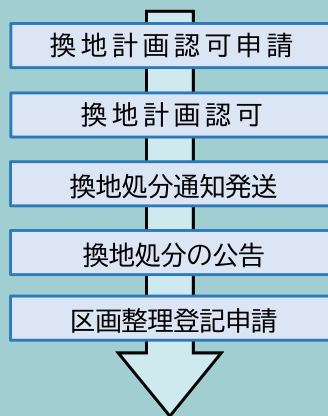 換地計画認可申請
換地計画認可
換地処分通知発送
換地処分の公告
区画整理登記申請